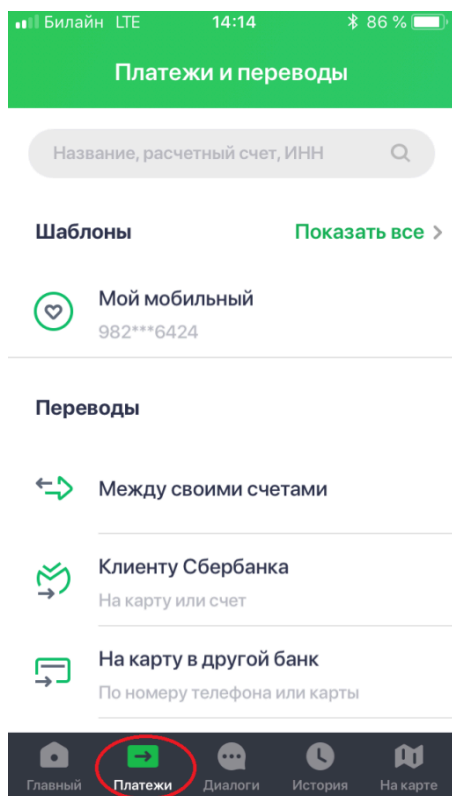 Билайн LTE 14:14 86 %
Платежи и переводы
Название, расчетный счет, ИНН
Шаблоны Показать все
Мой мобильный
982***6424
Переводы
Между своими счетами
Клиенту Сбербанка
На карту или счет
На карту в другой банк
По номеру телефона или карты
Главный Платежи Диалоги История На карте